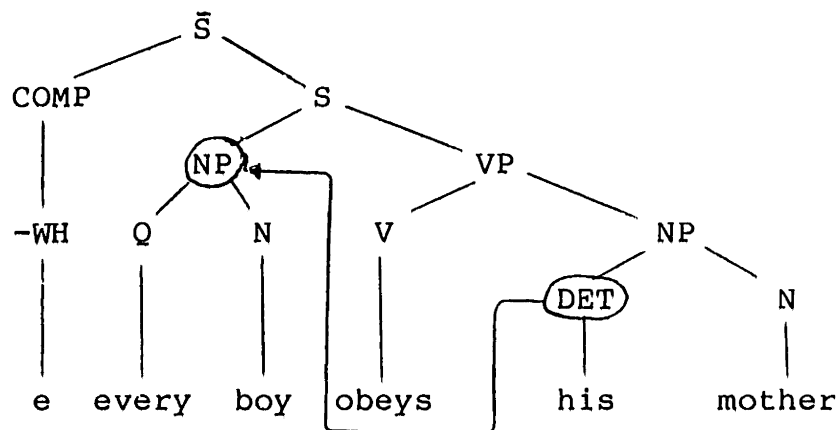 S̄
COMP S
NP VP
-WH Q N V NP
DET N
e every boy obeys his mother